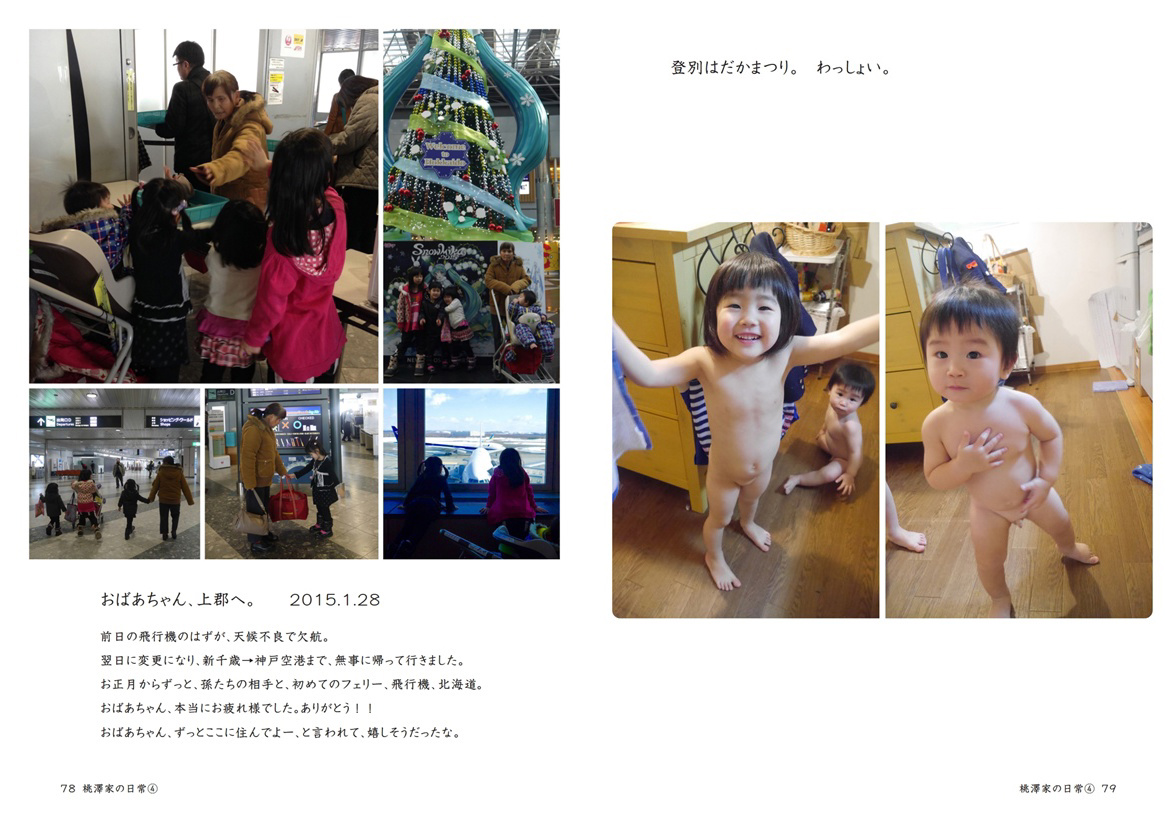 Welcome
to
Hokkaido
おばあちゃん、上郡へ。 2015.1.28
前日の飛行機のはずが、天候不良で欠航。
翌日に変更になり、新千歳→神戸空港まで、無事に帰って行きました。
お正月からずっと、孫たちの相手と、初めてのフェリー、飛行機、北海道。
おばあちゃん、本当にお疲れ様でした。ありがとう！！
おばあちゃん、ずっとここに住んでよー、と言われて、嬉しそうだったな。
78 桃澤家の日常④
登別はだかまつり。 わっしょい。
桃澤家の日常④ 79